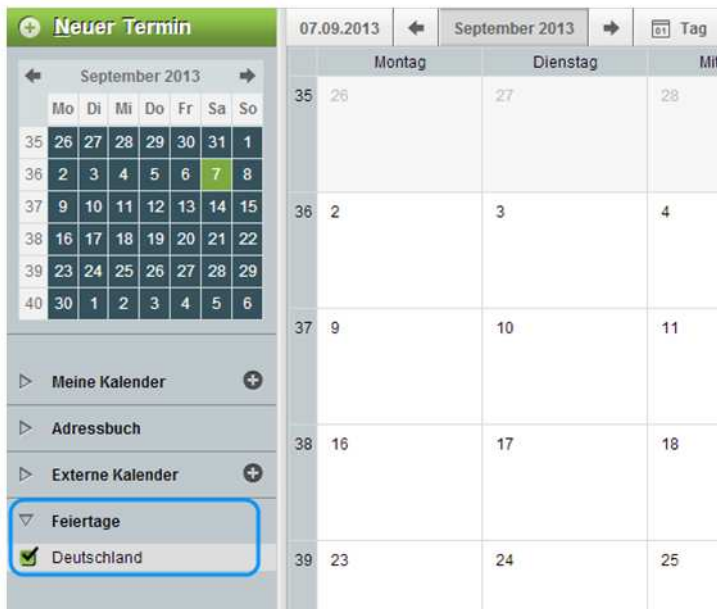 Neuer Termin
September 2013
Mo Di Mi Do Fr Sa So
35 26 27 28 29 30 31 1
36 2 3 4 5 6 7 8
37 9 10 11 12 13 14 15
38 16 17 18 19 20 21 22
39 23 24 25 26 27 28 29
40 30 1 2 3 4 5 6
Meine Kalender
Adressbuch
Externe Kalender
Feiertage
Deutschland
07.09.2013 September 2013 01 Tag
Montag Dienstag Mit
35 26 27 28
36 2 3 4
37 9 10 11
38 16 17 18
39 23 24 25